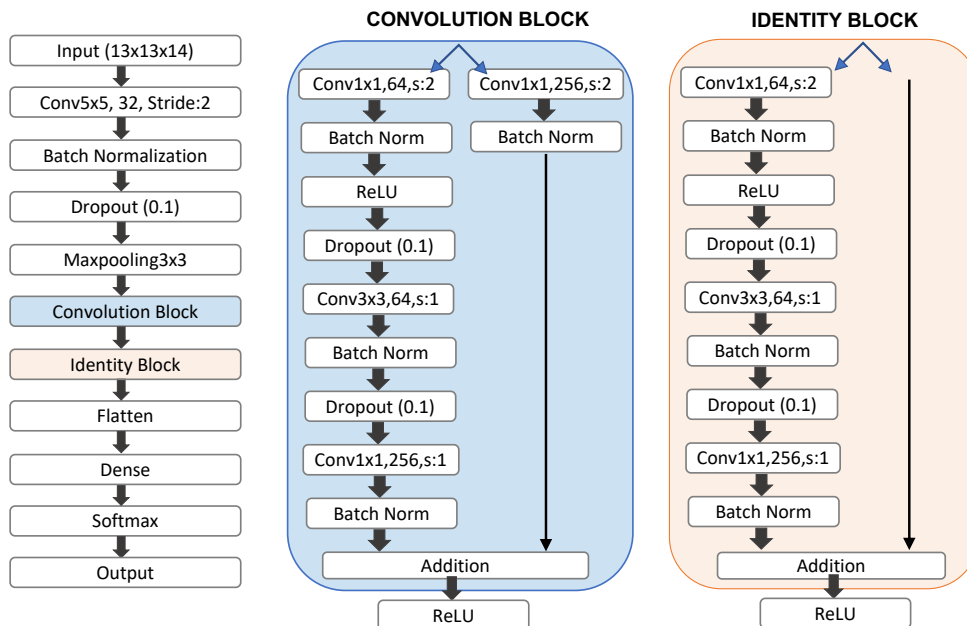 Input (13x13x14)
Conv5x5, 32, Stride:2
Batch Normalization
Dropout (0.1)
Maxpooling3x3
Convolution Block
Identity Block
Flatten
Dense
Softmax
Output
CONVOLUTION BLOCK
Conv1x1,64,s:2
Batch Norm
ReLU
Dropout (0.1)
Conv3x3,64,s:1
Batch Norm
Dropout (0.1)
Conv1x1,256,s:1
Batch Norm
Conv1x1,256,s:2
Batch Norm
Addition
ReLU
IDENTITY BLOCK
Conv1x1,64,s:2
Batch Norm
ReLU
Dropout (0.1)
Conv3x3,64,s:1
Batch Norm
Dropout (0.1)
Conv1x1,256,s:1
Batch Norm
Addition
ReLU